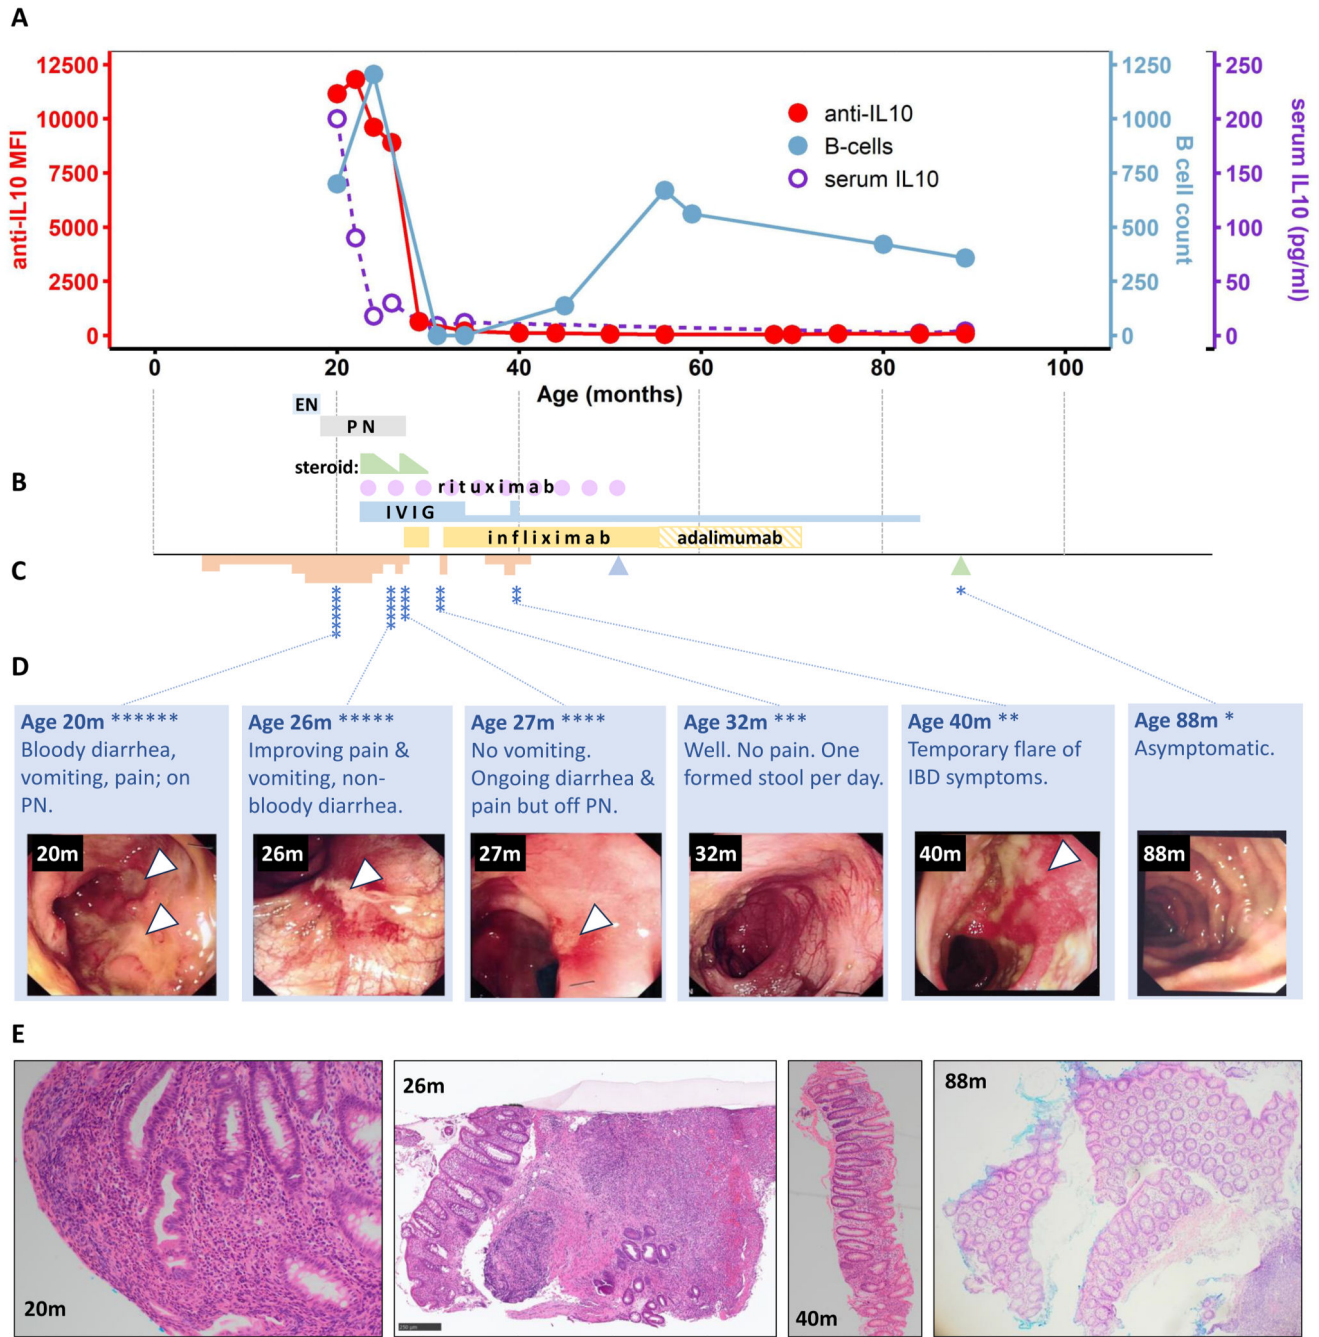 A
12500
10000
7500
5000
2500
0
anti-IL10 MFI
anti-IL10
B-cells
serum IL10
1250
1000
750
500
250
0
B cell count
250
200
150
100
50
0
serum IL10 (pg/ml)
0 20 40 60 80 100
Age (months)
EN
PN
steroid:
B
rituximab
IVIG
infliximab
adalimumab
C
******
*****
****
***
**
*
D
Age 20m ******
Bloody diarrhea,
vomiting, pain; on
PN.
20m
Age 26m *****
Improving pain &
vomiting, non-
bloody diarrhea.
26m
Age 27m ****
No vomiting.
Ongoing diarrhea &
pain but off PN.
27m
Age 32m ***
Well. No pain. One
formed stool per day.
32m
Age 40m **
Temporary flare of
IBD symptoms.
40m
Age 88m *
Asymptomatic.
88m
E
20m
26m
40m
88m